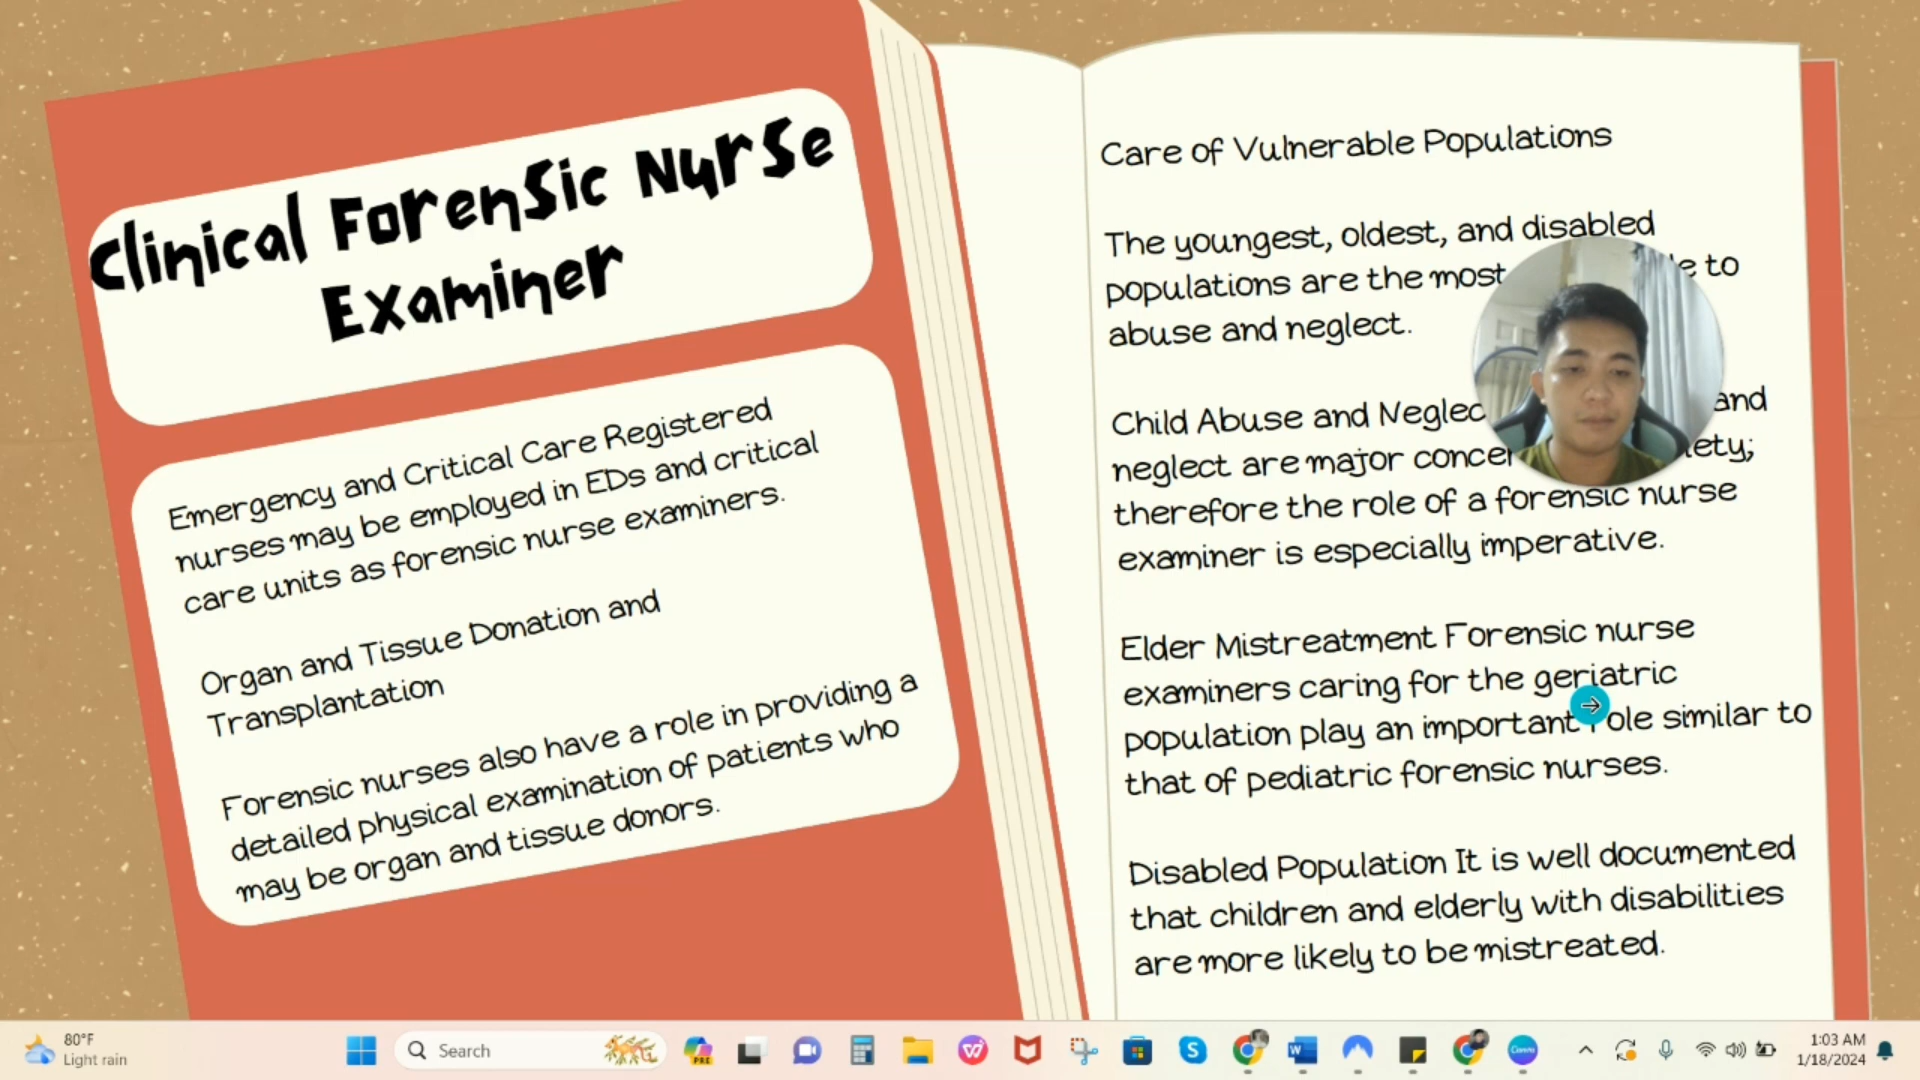 Clinical Forensic Nurse
Examiner
Emergency and Critical Care Registered
nurses may be employed in EDs and critical
care units as forensic nurse examiners.
Organ and Tissue Donation and
Transplantation
Forensic nurses also have a role in providing a
detailed physical examination of patients who
may be organ and tissue donors.
Care of Vulnerable Populations
The youngest, oldest, and disabled
populations are the most to
abuse and neglect.
Child Abuse and and
neglect are major
therefore the role of a forensic nurse
examiner is especially imperative.
Elder Mistreatment Forensic nurse
examiners caring for the geriatric
population play an important role similar to
that of pediatric forensic nurses.
Disabled Population It is well documented
that children and elderly with disabilities
are more likely to be mistreated.
80°F
Light rain
Search
PRE
W
Canva
1:03 AM
1/18/2024